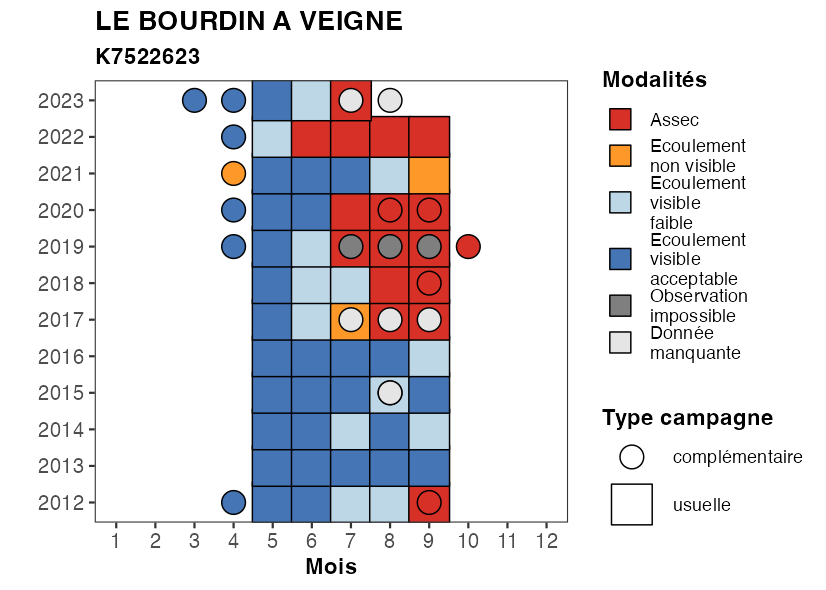 LE BOURDIN A VEIGNE
K7522623
2023
2022
2021
2020
2019
2018
2017
2016
2015
2014
2013
2012
1 2 3 4 5 6 7 8 9 10 11 12
Mois
Modalités
Assec
Ecoulement
non visible
Ecoulement
visible
faible
Ecoulement
visible
acceptable
Observation
impossible
Donnée
manquante
Type campagne
complémentaire
usuelle